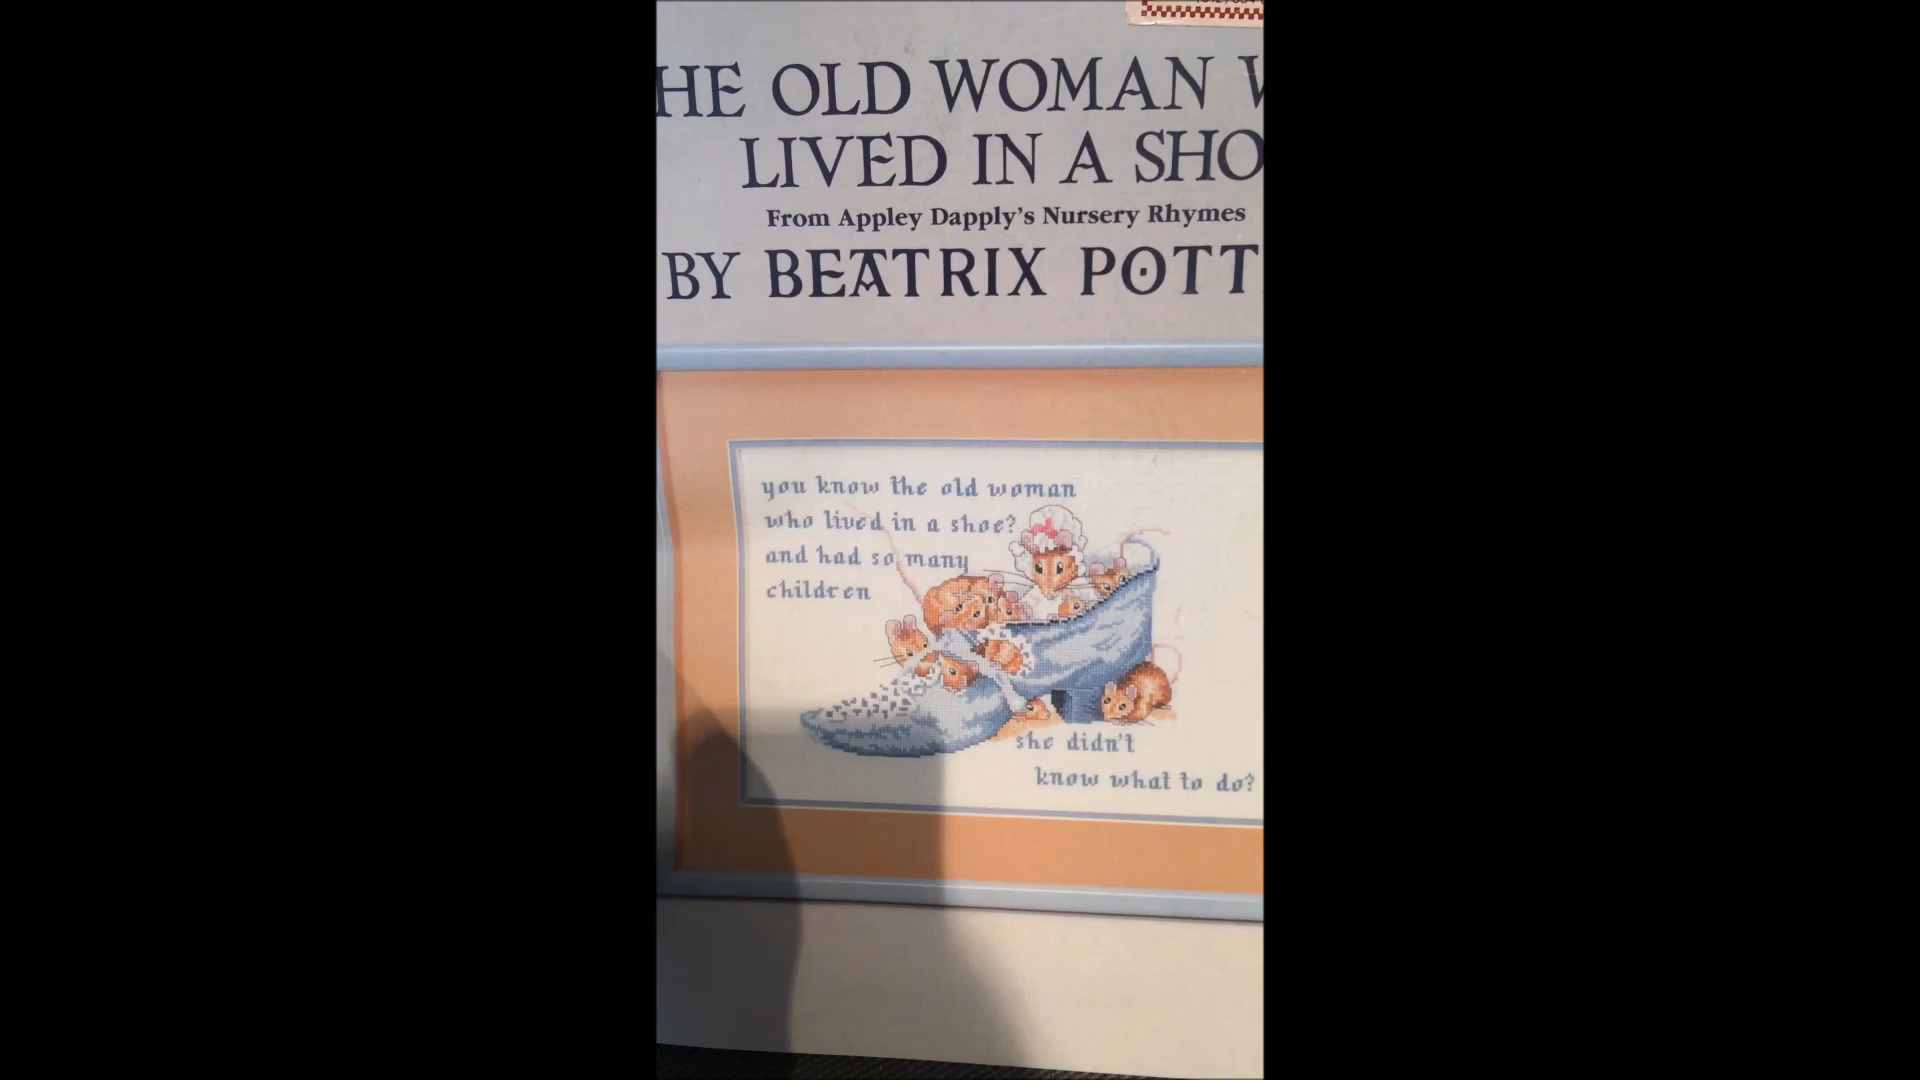 HE OLD WOMAN W
LIVED IN A SHO
From Appley Dapply's Nursery Rhymes
BY BEATRIX POTT
you know the old woman
who lived in a shoe?
and had so many
children
she didn't
know what to do?